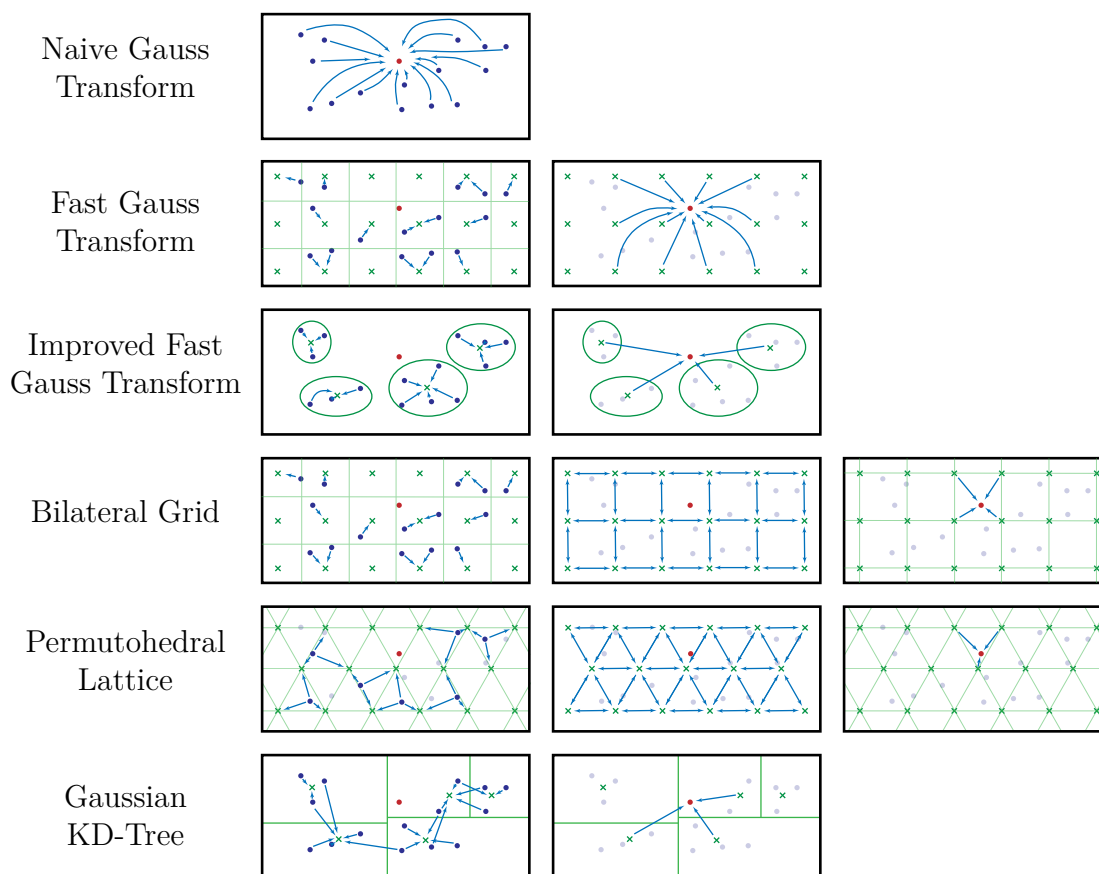 Naive Gauss
Transform
Fast Gauss
Transform
Improved Fast
Gauss Transform
Bilateral Grid
Permutohedral
Lattice
Gaussian
KD-Tree